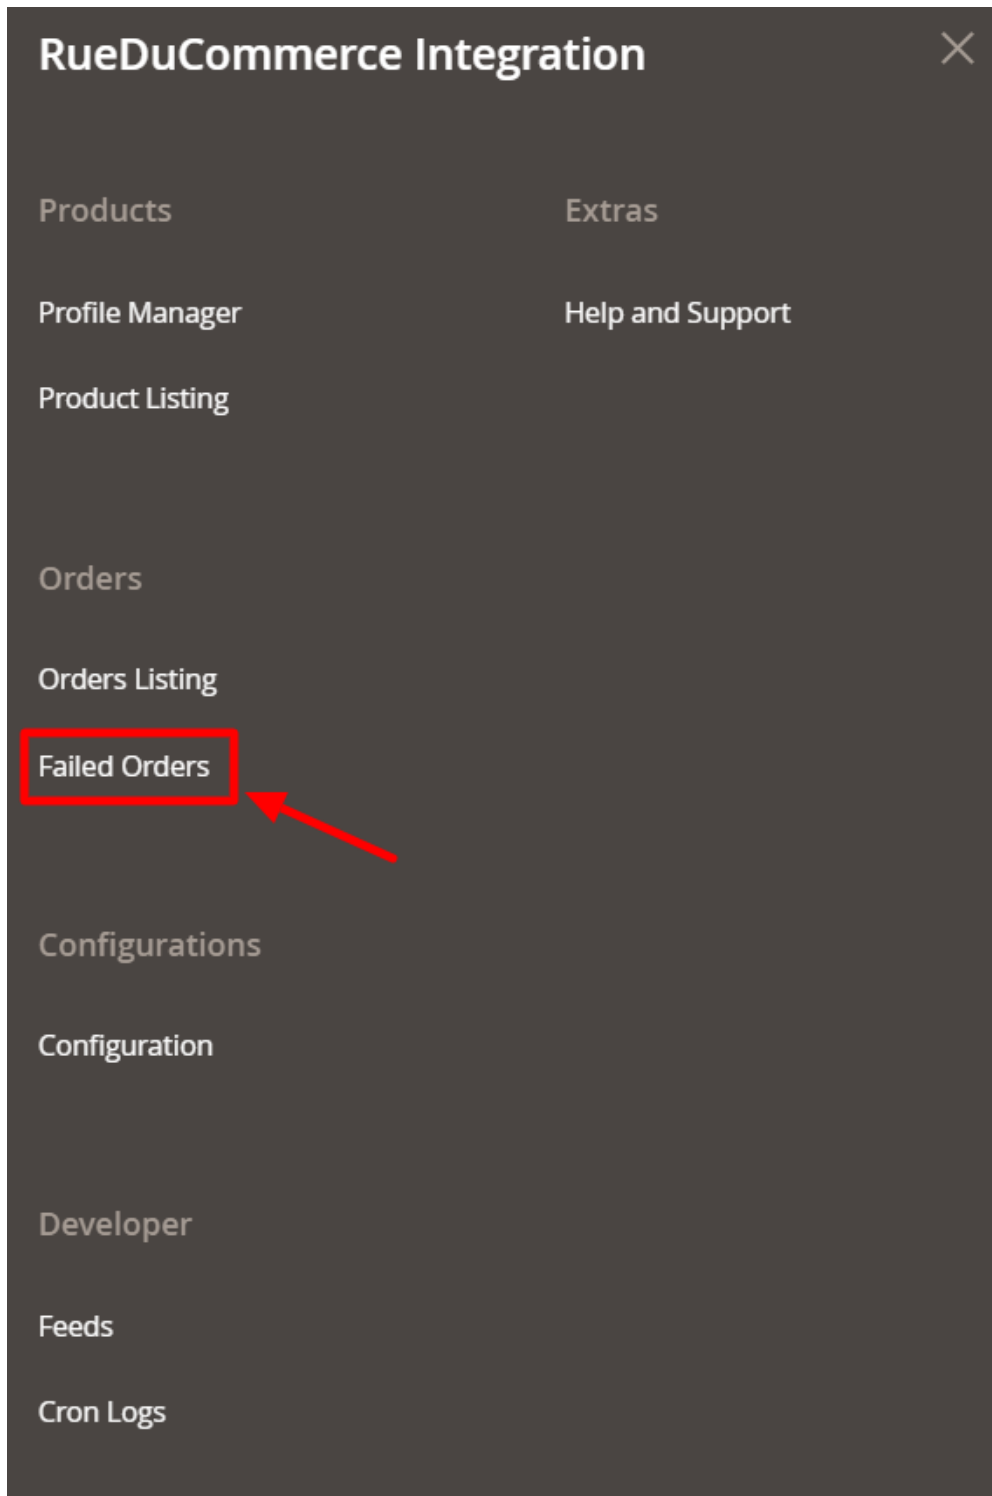 RueDuCommerce Integration
Products
Profile Manager
Product Listing
Extras
Help and Support
Orders
Orders Listing
Failed Orders
Configurations
Configuration
Developer
Feeds
Cron Logs